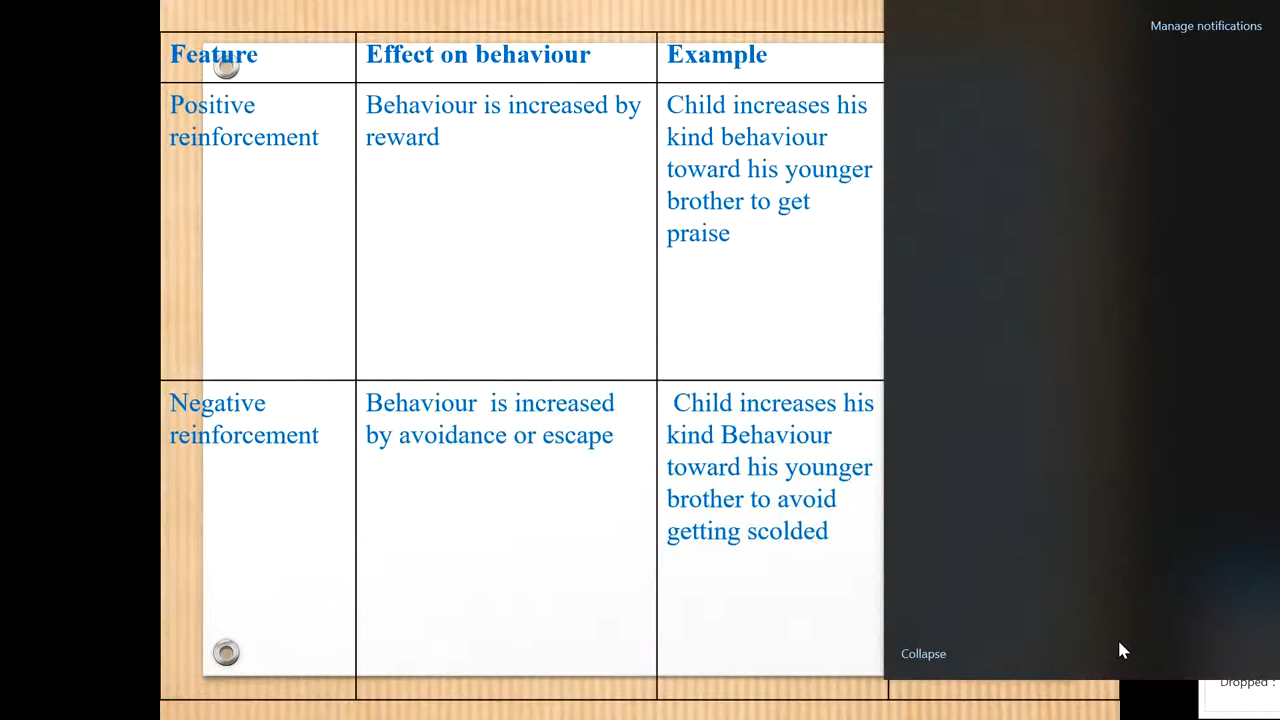 Manage notifications
Feature
Effect on behaviour
Example
Positive
reinforcement
Behaviour is increased by
reward
Child increases his
kind behaviour
toward his younger
brother to get
praise
Negative
reinforcement
Behaviour  is increased
by avoidance or escape
Child increases his
kind Behaviour
toward his younger
brother to avoid
getting scolded
Collapse
Dropped :